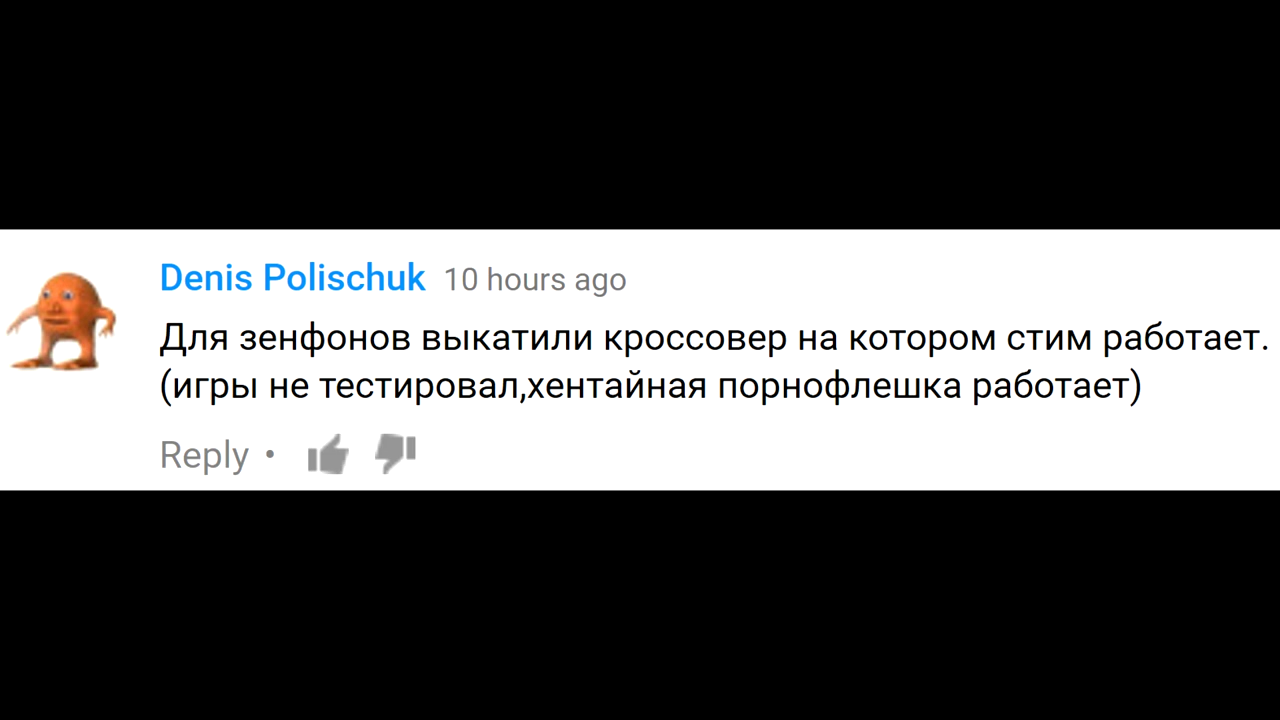 Denis Polischuk 10 hours ago
Для зенфонов выкатили кроссовер на котором стим работает.
(игры не тестировал,хентайная порнофлешка работает)
Reply •